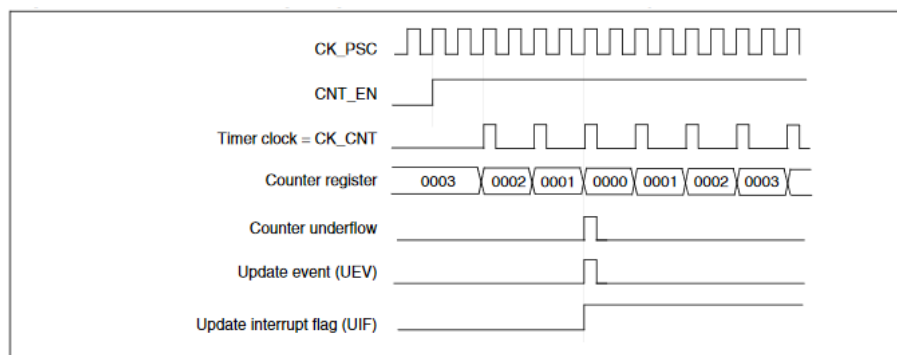 CK_PSC
CNT_EN
Timer clock = CK_CNT
Counter register 0003 0002 0001 0000 0001 0002 0003
Counter underflow
Update event (UEV)
Update interrupt flag (UIF)